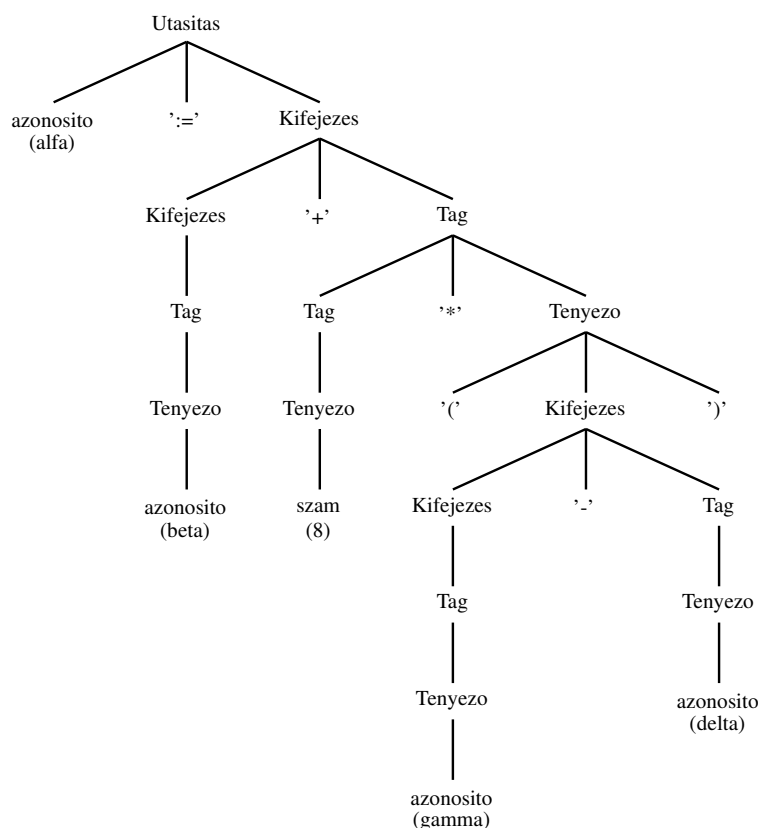 Utasitas
azonosito ':=' Kifejezes
(alfa)
Kifejezes '+' Tag
Tag Tag '*' Tenyezo
Tenyezo Tenyezo '(' Kifejezes ')'
azonosito szam Kifejezes '-' Tag
(beta) (8)
Tag Tenyezo
Tenyezo azonosito
(delta)
azonosito
(gamma)